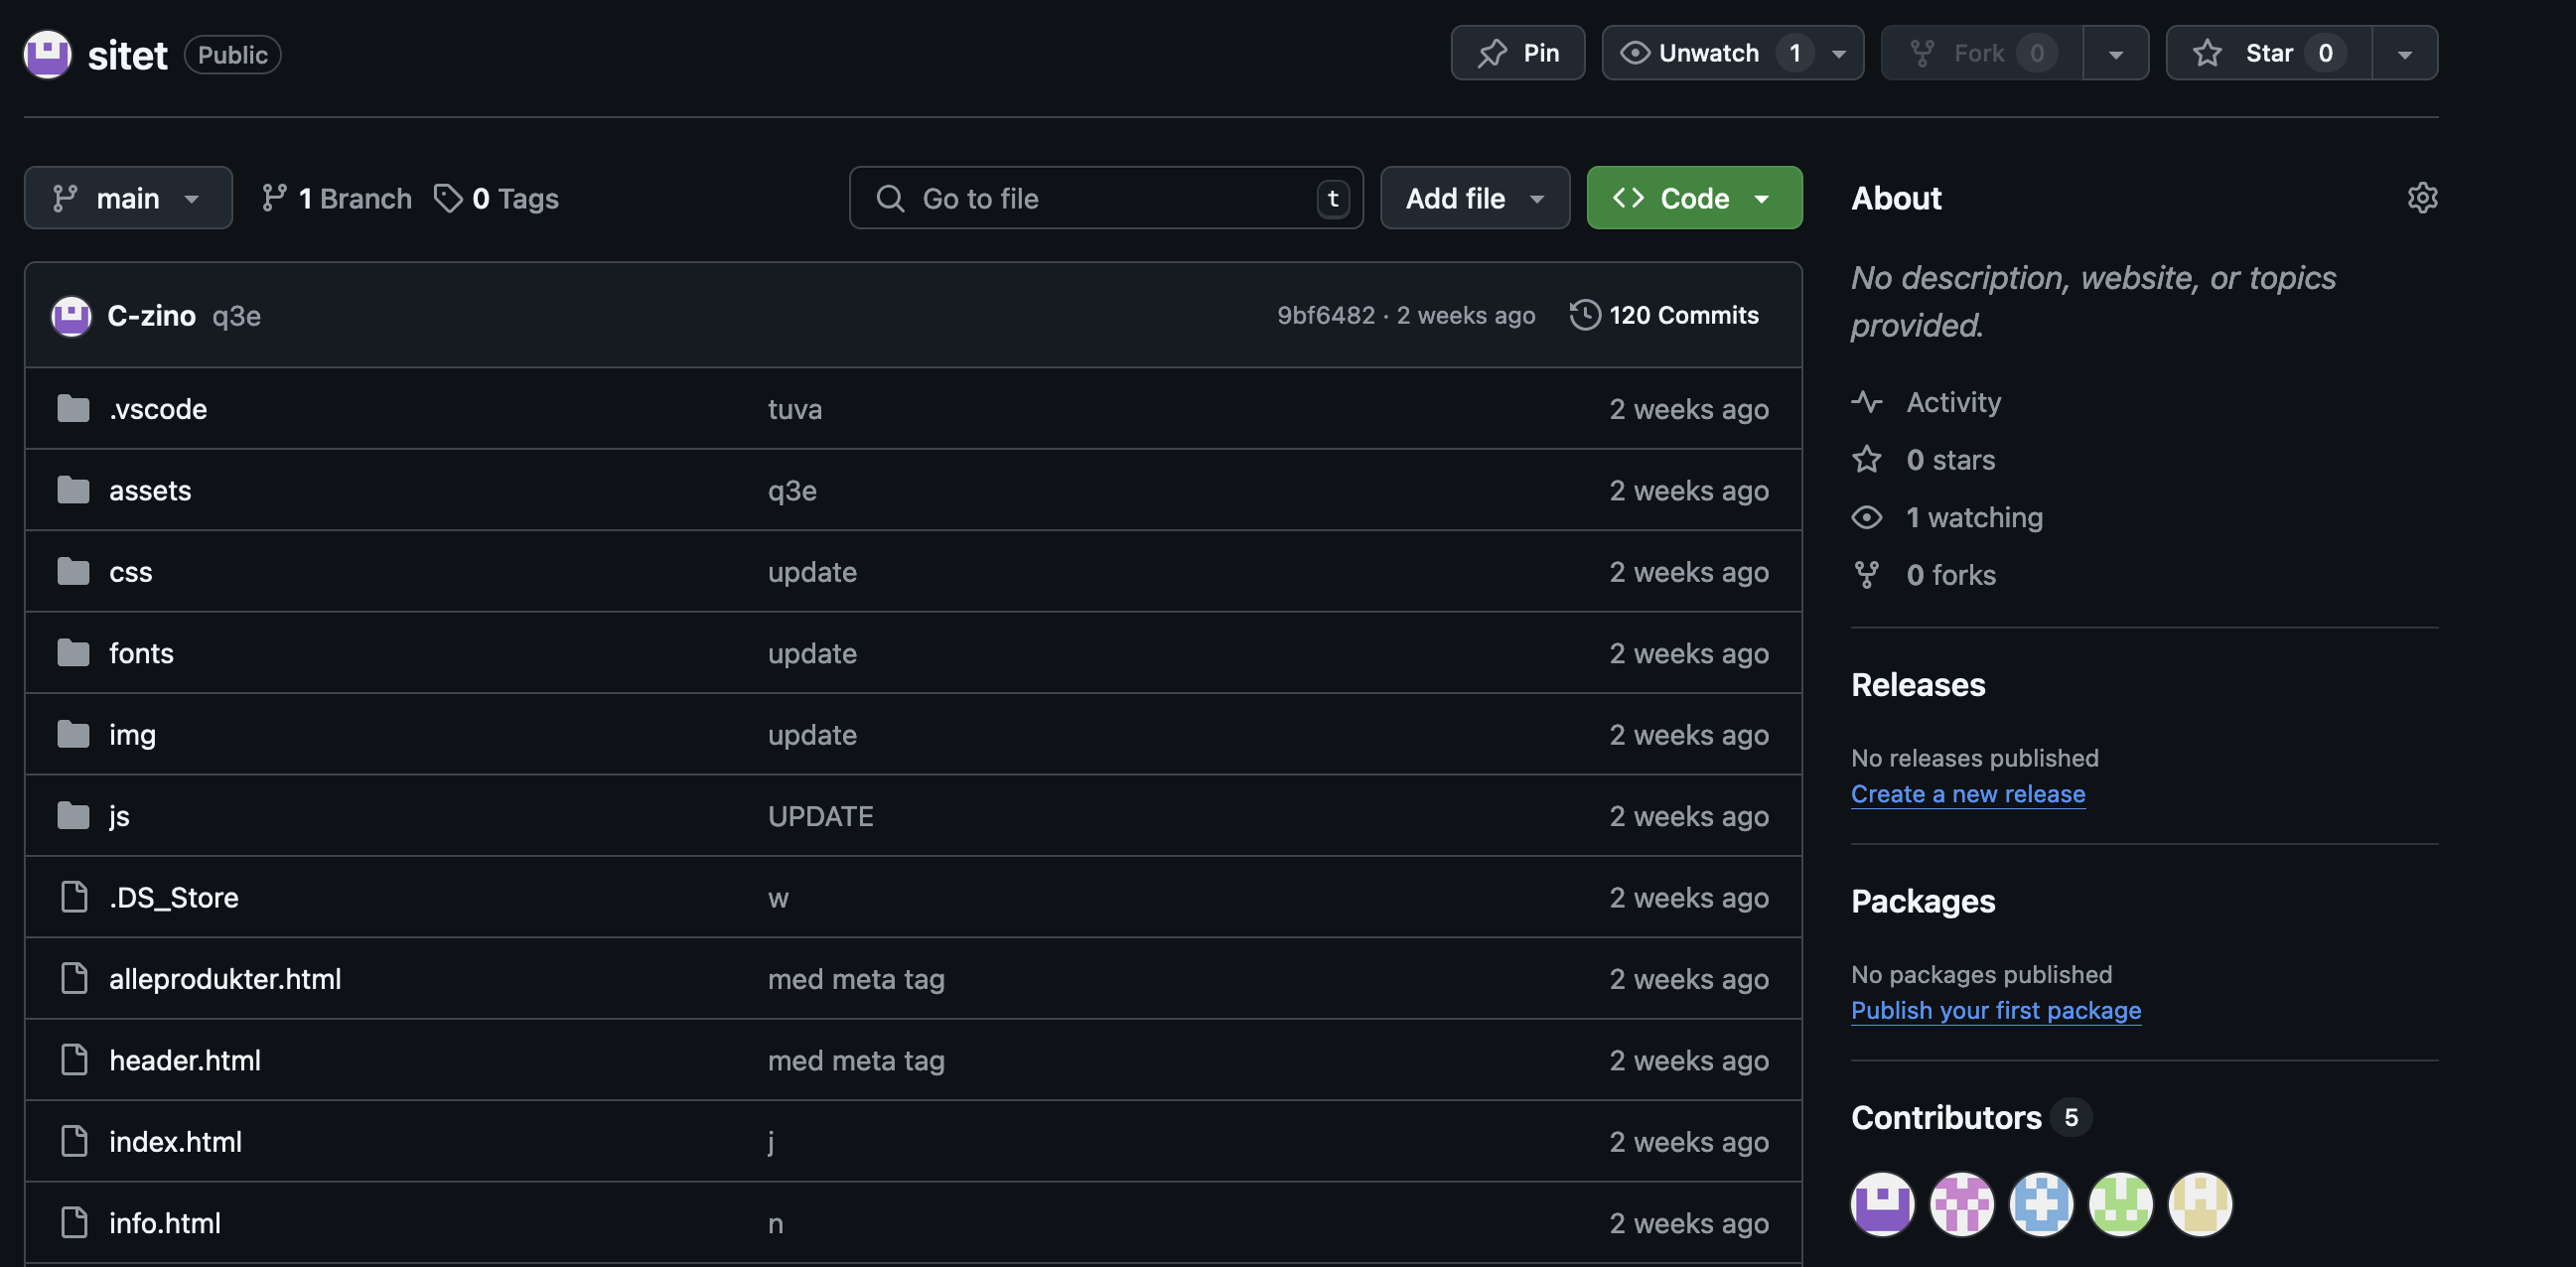 sitet Public
Pin
Unwatch 1
Fork 0
Star 0
main
1 Branch
0 Tags
Go to file t
Add file
Code
C-zino q3e 9bf6482 · 2 weeks ago 120 Commits
.vscode tuva 2 weeks ago
assets q3e 2 weeks ago
css update 2 weeks ago
fonts update 2 weeks ago
img update 2 weeks ago
js UPDATE 2 weeks ago
.DS_Store w 2 weeks ago
alleprodukter.html med meta tag 2 weeks ago
header.html med meta tag 2 weeks ago
index.html j 2 weeks ago
info.html n 2 weeks ago
About
No description, website, or topics
provided.
Activity
0 stars
1 watching
0 forks
Releases
No releases published
Create a new release
Packages
No packages published
Publish your first package
Contributors 5